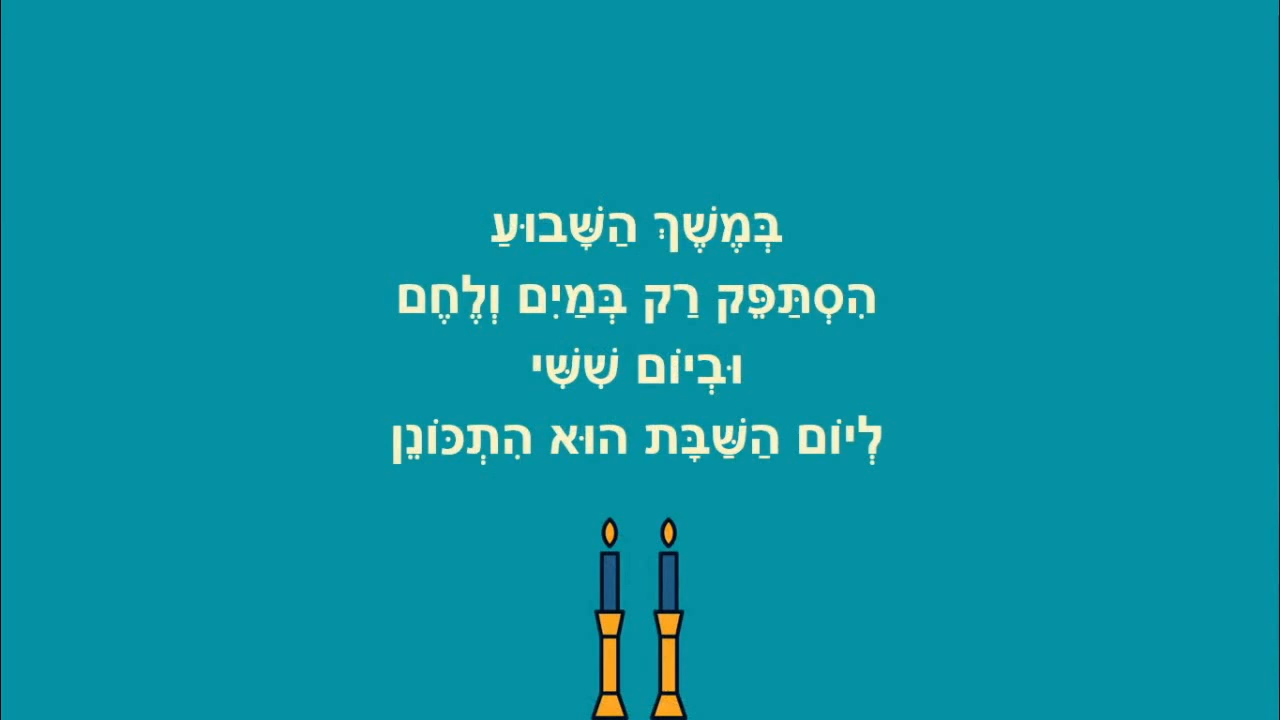 בְּמֶשֶׁךְ הַשָּׁבוּעַ
הִסְתַּפֵּק רַק בְּמַיִם וְלֶחֶם
וּבְיוֹם שִׁשִּׁי
לְיוֹם הַשַּׁבָּת הוּא הִתְכּוֹנֵן